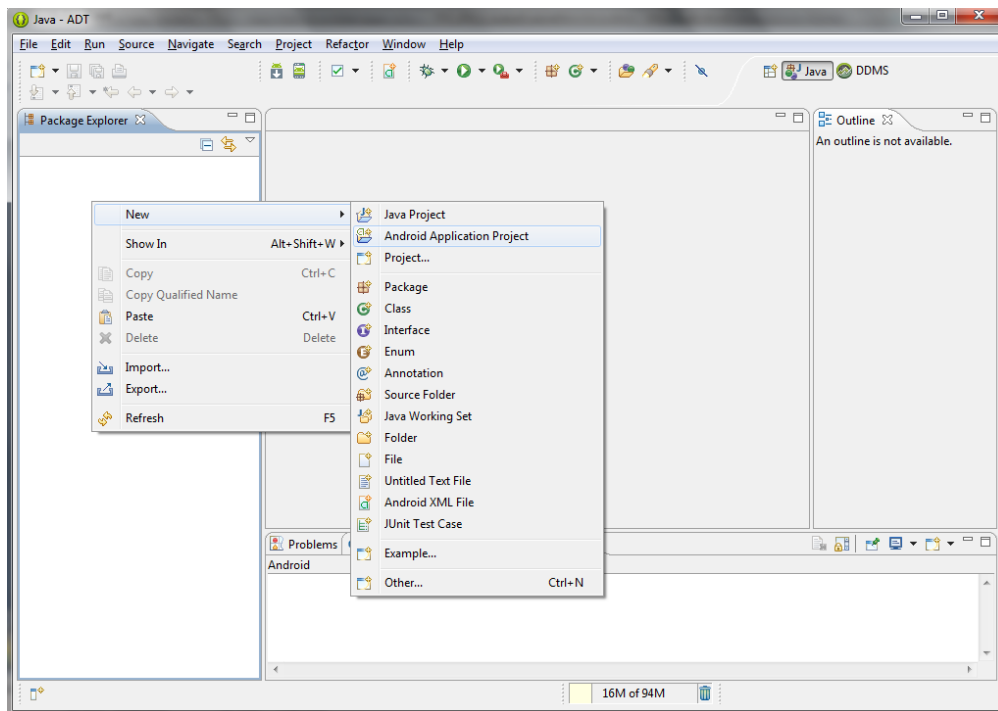 Java - ADT
File Edit Run Source Navigate Search Project Refactor Window Help
Java DDMS
Package Explorer
Outline
An outline is not available.
New
Show In Alt+Shift+W
Copy Ctrl+C
Copy Qualified Name
Paste Ctrl+V
Delete Delete
Import...
Export...
Refresh F5
Java Project
Android Application Project
Project...
Package
Class
Interface
Enum
Annotation
Source Folder
Java Working Set
Folder
File
Untitled Text File
Android XML File
JUnit Test Case
Example...
Other... Ctrl+N
Problems
Android
16M of 94M